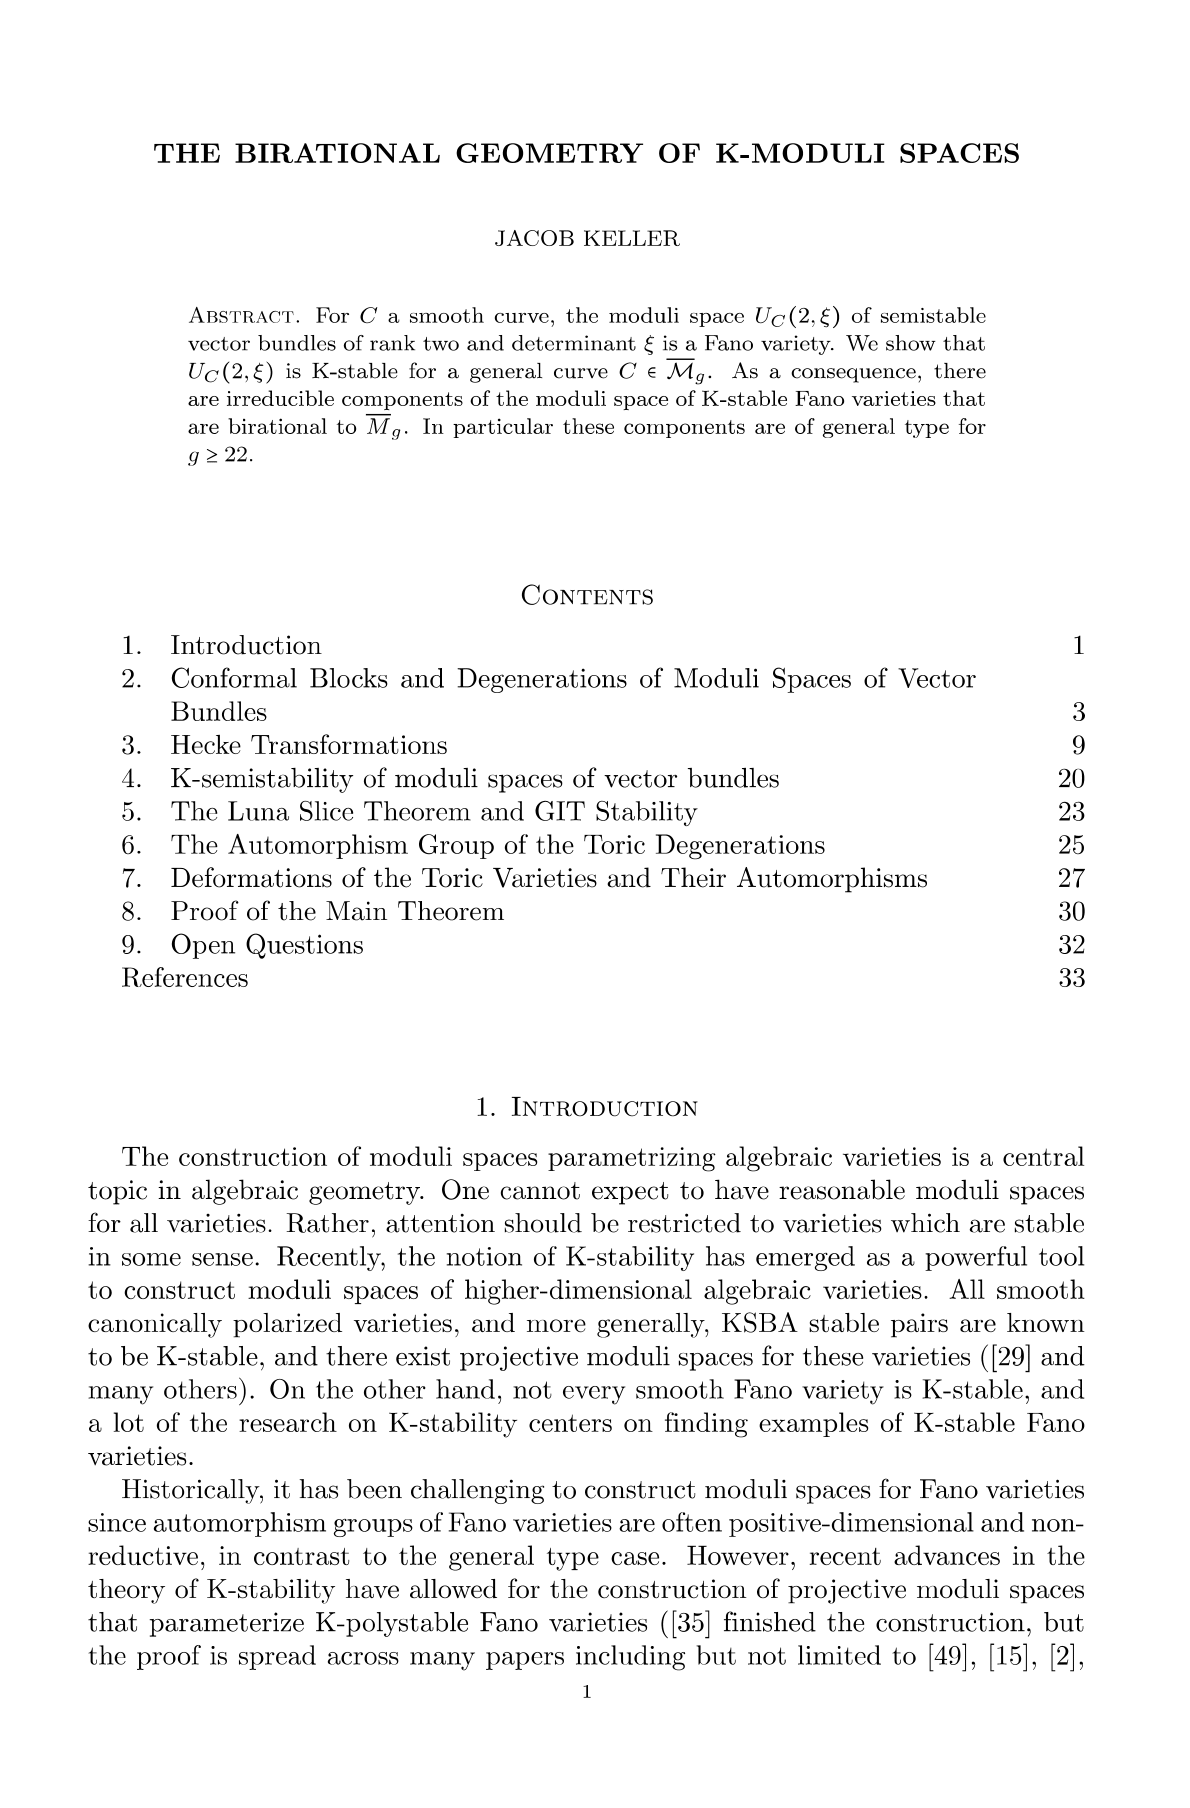 THE BIRATIONAL GEOMETRY OF K-MODULI SPACES
JACOB KELLER
Abstract. For C a smooth curve, the moduli space U_C(2, ξ) of semistable
vector bundles of rank two and determinant ξ is a Fano variety. We show that
U_C(2, ξ) is K-stable for a general curve C ∈ \overline{ℳ}_g. As a consequence, there
are irreducible components of the moduli space of K-stable Fano varieties that
are birational to \overline{M}_g. In particular these components are of general type for
g ≥ 22.
Contents
1. Introduction 1
2. Conformal Blocks and Degenerations of Moduli Spaces of Vector
Bundles 3
3. Hecke Transformations 9
4. K-semistability of moduli spaces of vector bundles 20
5. The Luna Slice Theorem and GIT Stability 23
6. The Automorphism Group of the Toric Degenerations 25
7. Deformations of the Toric Varieties and Their Automorphisms 27
8. Proof of the Main Theorem 30
9. Open Questions 32
References 33
1. Introduction
The construction of moduli spaces parametrizing algebraic varieties is a central
topic in algebraic geometry. One cannot expect to have reasonable moduli spaces
for all varieties. Rather, attention should be restricted to varieties which are stable
in some sense. Recently, the notion of K-stability has emerged as a powerful tool
to construct moduli spaces of higher-dimensional algebraic varieties. All smooth
canonically polarized varieties, and more generally, KSBA stable pairs are known
to be K-stable, and there exist projective moduli spaces for these varieties ([29] and
many others). On the other hand, not every smooth Fano variety is K-stable, and
a lot of the research on K-stability centers on finding examples of K-stable Fano
varieties.
Historically, it has been challenging to construct moduli spaces for Fano varieties
since automorphism groups of Fano varieties are often positive-dimensional and non-
reductive, in contrast to the general type case. However, recent advances in the
theory of K-stability have allowed for the construction of projective moduli spaces
that parameterize K-polystable Fano varieties ([35] finished the construction, but
the proof is spread across many papers including but not limited to [49], [15], [2],
1